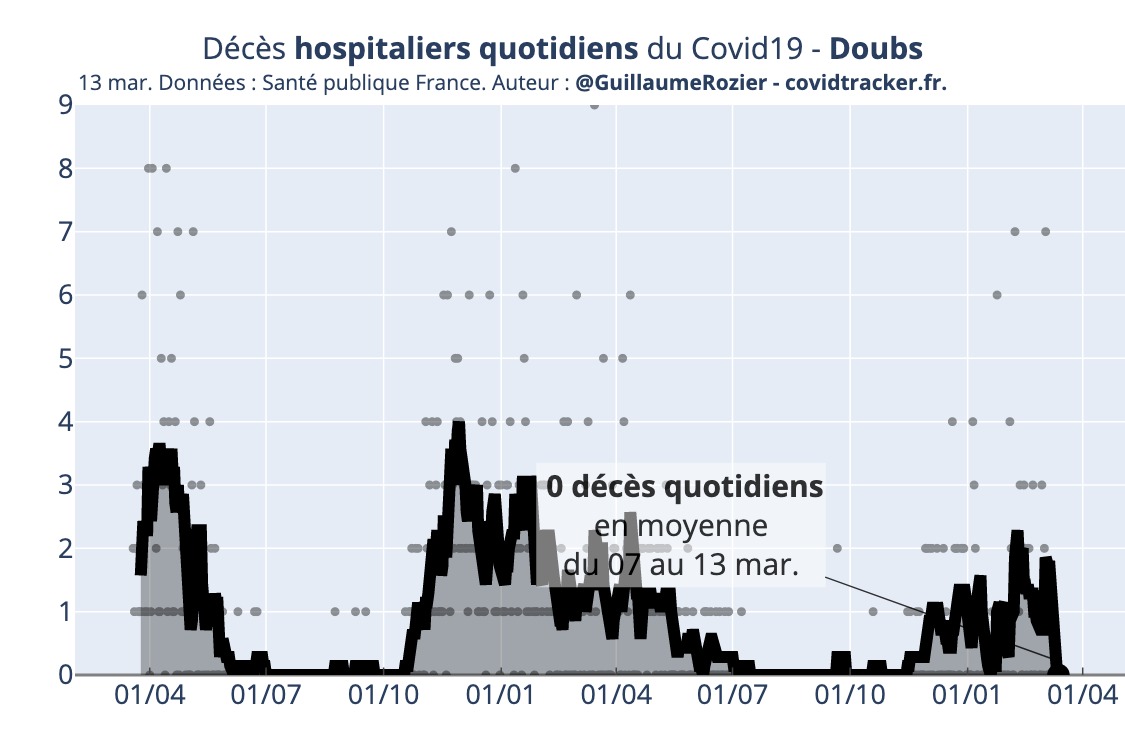 Décès hospitaliers quotidiens du Covid19 - Doubs
13 mar. Données : Santé publique France. Auteur : @GuillaumeRozier - covidtracker.fr.
9
8
7
6
5
4
3
2
1
0
0 décès quotidiens
en moyenne
du 07 au 13 mar.
01/04 01/07 01/10 01/01 01/04 01/07 01/10 01/01 01/04